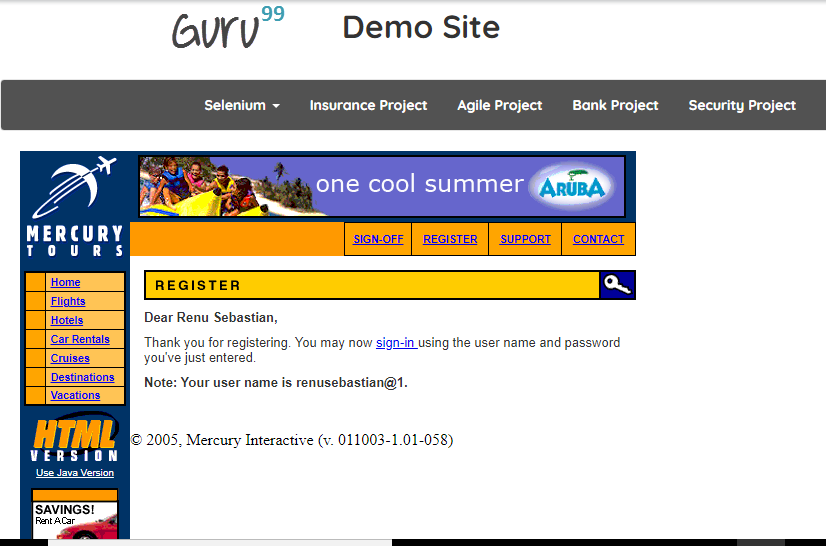 Guru99
Demo Site
Selenium
Insurance Project
Agile Project
Bank Project
Security Project
one cool summer
ARUBA
MERCURY
TOURS
SIGN-OFF
REGISTER
SUPPORT
CONTACT
REGISTER
Home
Flights
Hotels
Car Rentals
Cruises
Destinations
Vacations
Dear Renu Sebastian,
Thank you for registering. You may now sign-in using the user name and password
you've just entered.
Note: Your user name is renusebastian@1.
HTML
VERSION
Use Java Version
© 2005, Mercury Interactive (v. 011003-1.01-058)
SAVINGS!
Rent A Car